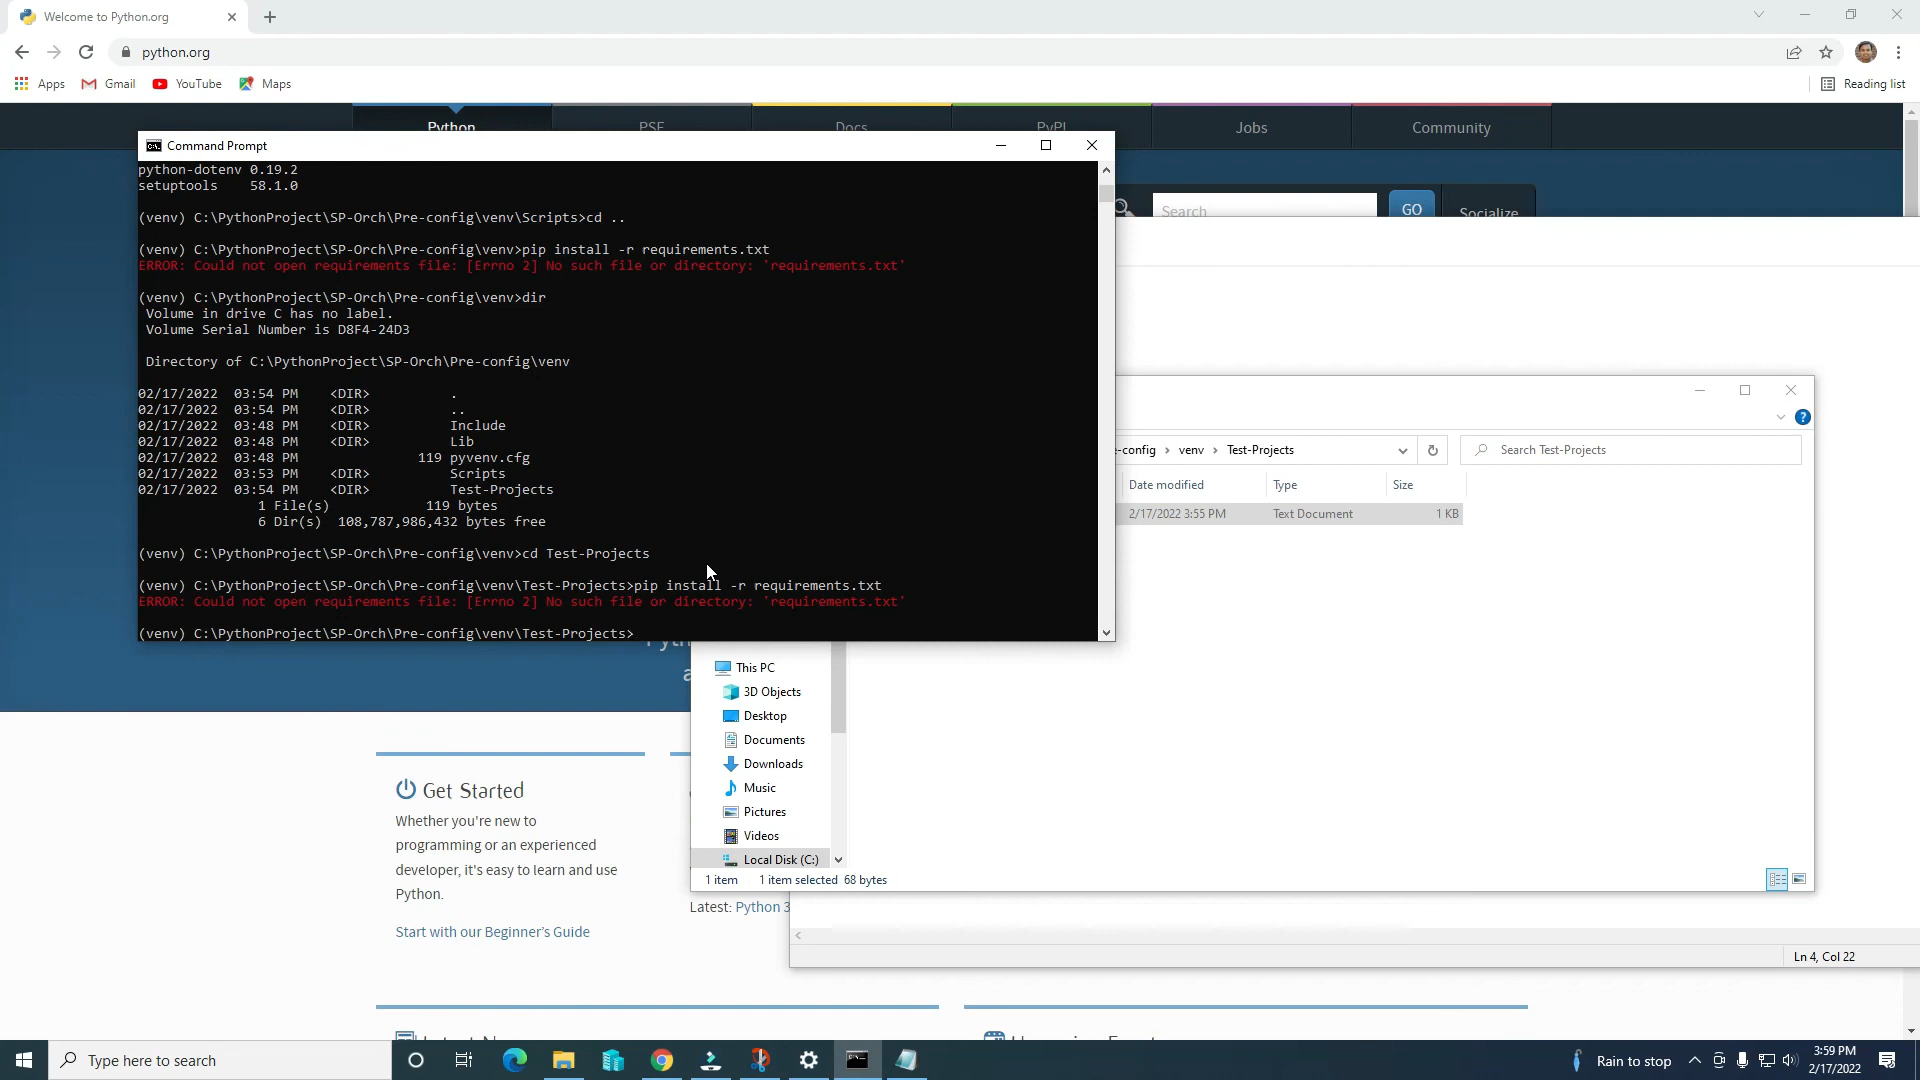 Welcome to Python.org
python.org
Apps
Gmail
YouTube
Maps
Reading list
Python
PSF
Docs
PyPI
Jobs
Community
Search
GO
Socialize
Command Prompt
python-dotenv 0.19.2
setuptools    58.1.0
(venv) C:\PythonProject\SP-Orch\Pre-config\venv\Scripts>cd ..
(venv) C:\PythonProject\SP-Orch\Pre-config\venv>pip install -r requirements.txt
ERROR: Could not open requirements file: [Errno 2] No such file or directory: 'requirements.txt'
(venv) C:\PythonProject\SP-Orch\Pre-config\venv>dir
Volume in drive C has no label.
Volume Serial Number is D8F4-24D3
Directory of C:\PythonProject\SP-Orch\Pre-config\venv
02/17/2022  03:54 PM    <DIR>          .
02/17/2022  03:54 PM    <DIR>          ..
02/17/2022  03:48 PM    <DIR>          Include
02/17/2022  03:48 PM    <DIR>          Lib
02/17/2022  03:48 PM               119 pyvenv.cfg
02/17/2022  03:53 PM    <DIR>          Scripts
02/17/2022  03:54 PM    <DIR>          Test-Projects
1 File(s)            119 bytes
6 Dir(s)  108,787,986,432 bytes free
(venv) C:\PythonProject\SP-Orch\Pre-config\venv>cd Test-Projects
(venv) C:\PythonProject\SP-Orch\Pre-config\venv\Test-Projects>pip install -r requirements.txt
ERROR: Could not open requirements file: [Errno 2] No such file or directory: 'requirements.txt'
(venv) C:\PythonProject\SP-Orch\Pre-config\venv\Test-Projects>
-config > venv > Test-Projects
Search Test-Projects
Date modified
Type
Size
2/17/2022 3:55 PM
Text Document
1 KB
This PC
3D Objects
Desktop
Documents
Downloads
Music
Pictures
Videos
Local Disk (C:)
1 item
1 item selected  68 bytes
Get Started
Whether you're new to
programming or an experienced
developer, it's easy to learn and use
Python.
Start with our Beginner's Guide
Latest: Python 3
Ln 4, Col 22
Type here to search
Rain to stop
3:59 PM
2/17/2022